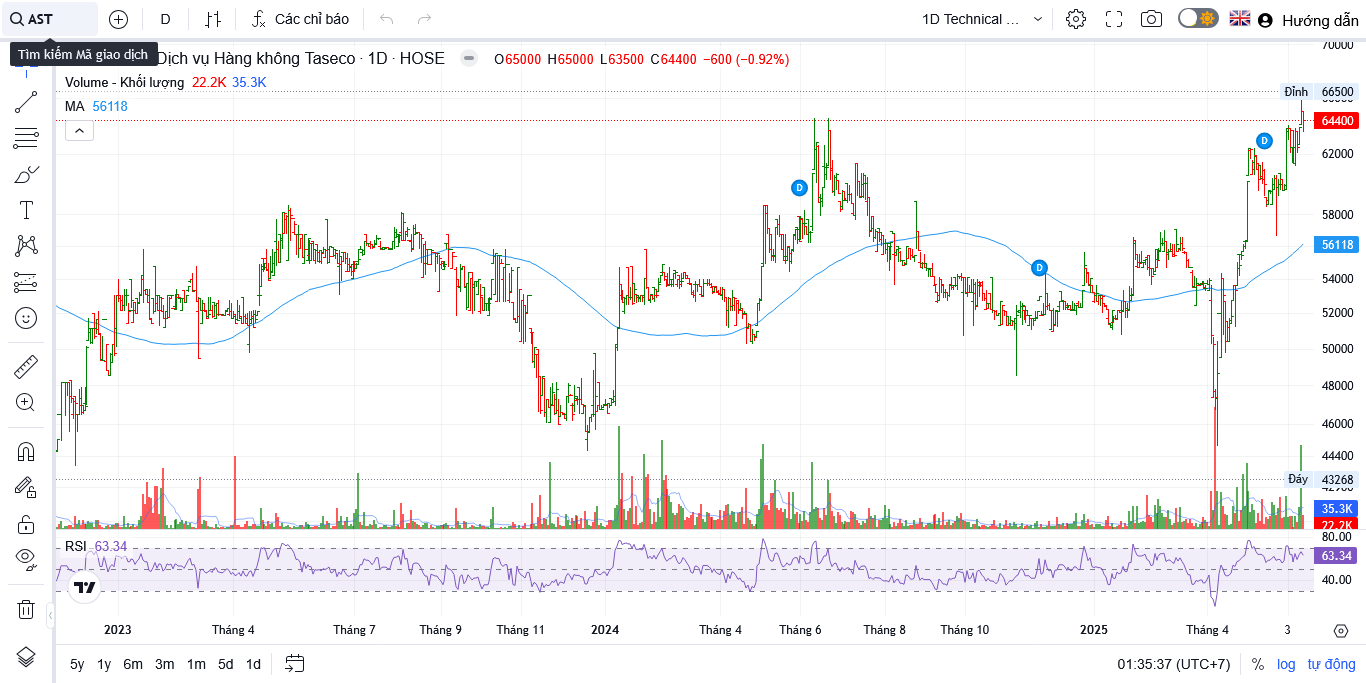 AST
D
Các chỉ báo
1D Technical ...
Hướng dẫn
Tìm kiếm Mã giao dịch
Dịch vụ Hàng không Taseco · 1D · HOSE
O65000 H65000 L63500 C64400 −600 (−0.92%)
Volume - Khối lượng 22.2K 35.3K
MA 56118
70000
Đỉnh 66500
64400
62000
58000
56118
54000
52000
50000
48000
46000
44400
Đáy 43268
35.3K
22.2K
D
D
D
RSI 63.34
80.00
63.34
40.00
2023 Tháng 4 Tháng 7 Tháng 9 Tháng 11 2024 Tháng 4 Tháng 6 Tháng 8 Tháng 10 2025 Tháng 4 3
5y 1y 6m 3m 1m 5d 1d
01:35:37 (UTC+7) % log tự động